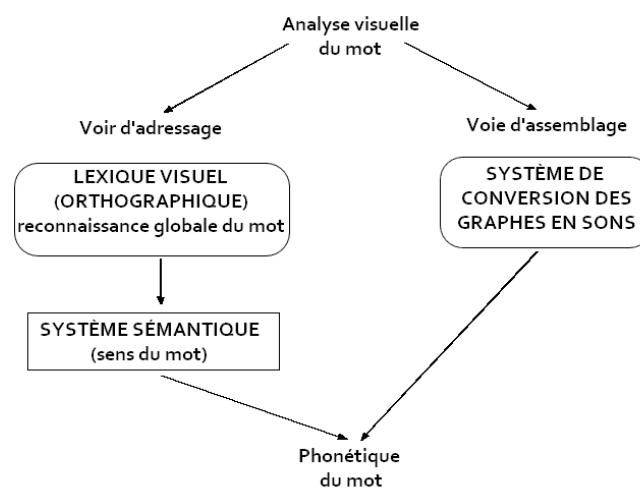 Analyse visuelle
du mot
Voir d'adressage
Voie d'assemblage
LEXIQUE VISUEL
(ORTHOGRAPHIQUE)
reconnaissance globale du mot
SYSTÈME DE
CONVERSION DES
GRAPHES EN SONS
SYSTÈME SÉMANTIQUE
(sens du mot)
Phonétique
du mot